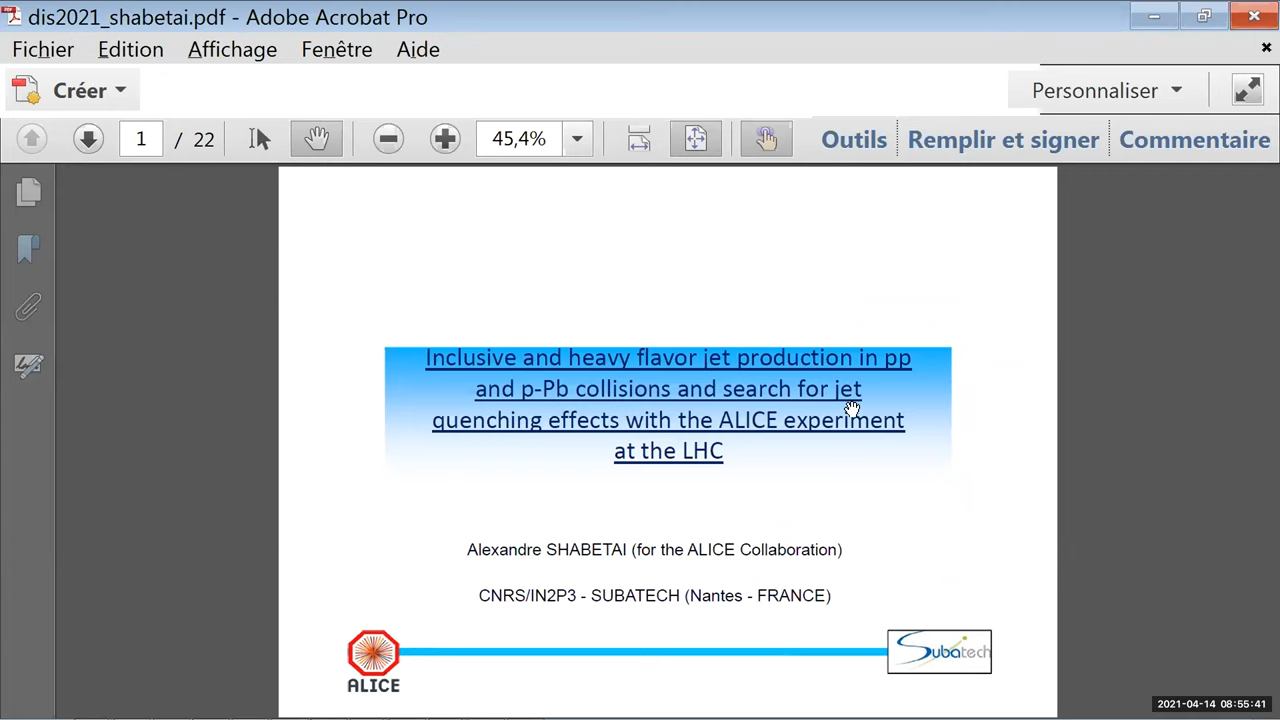 dis2021_shabetai.pdf - Adobe Acrobat Pro
Fichier Edition Affichage Fenêtre Aide
Créer Personnaliser
1 / 22 45,4% Outils Remplir et signer Commentaire
Inclusive and heavy flavor jet production in pp
and p-Pb collisions and search for jet
quenching effects with the ALICE experiment
at the LHC
Alexandre SHABETAI (for the ALICE Collaboration)
CNRS/IN2P3 - SUBATECH (Nantes - FRANCE)
ALICE
Subatech
2021-04-14 08:55:41